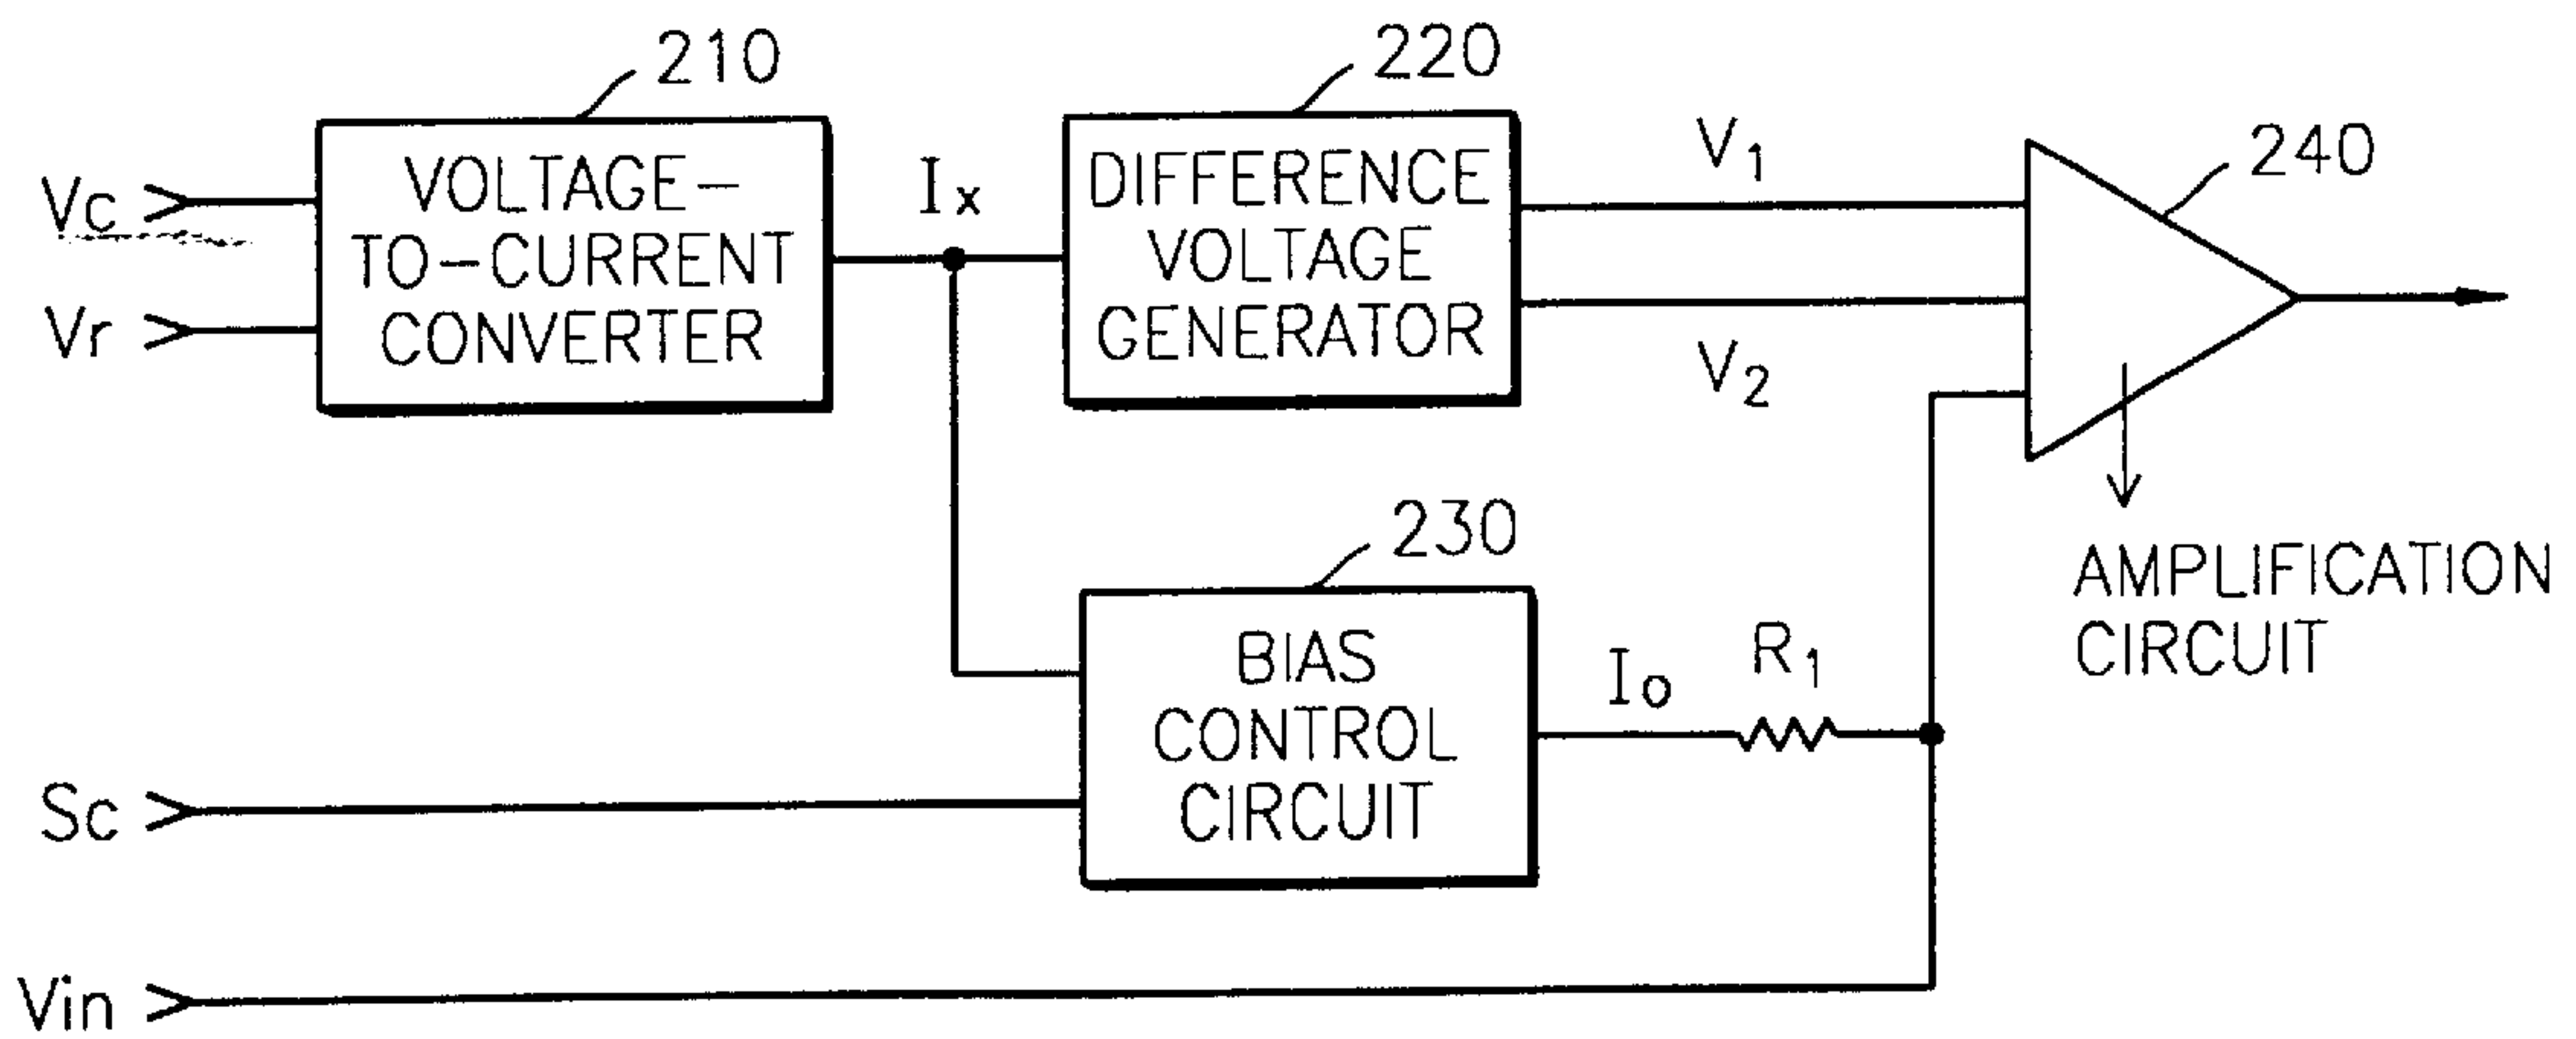 210
220
240
Vc
Vr
VOLTAGE-
TO-CURRENT
CONVERTER
Ix
DIFFERENCE
VOLTAGE
GENERATOR
V1
V2
230
AMPLIFICATION
CIRCUIT
BIAS
CONTROL
CIRCUIT
Io
R1
Sc
Vin